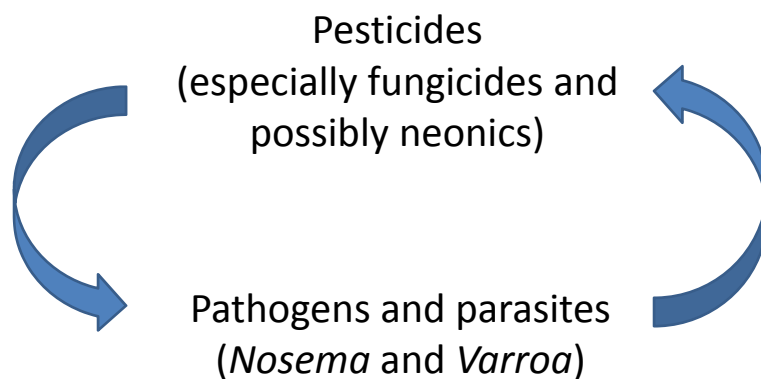 Pesticides
(especially fungicides and
possibly neonics)
Pathogens and parasites
(Nosema and Varroa)